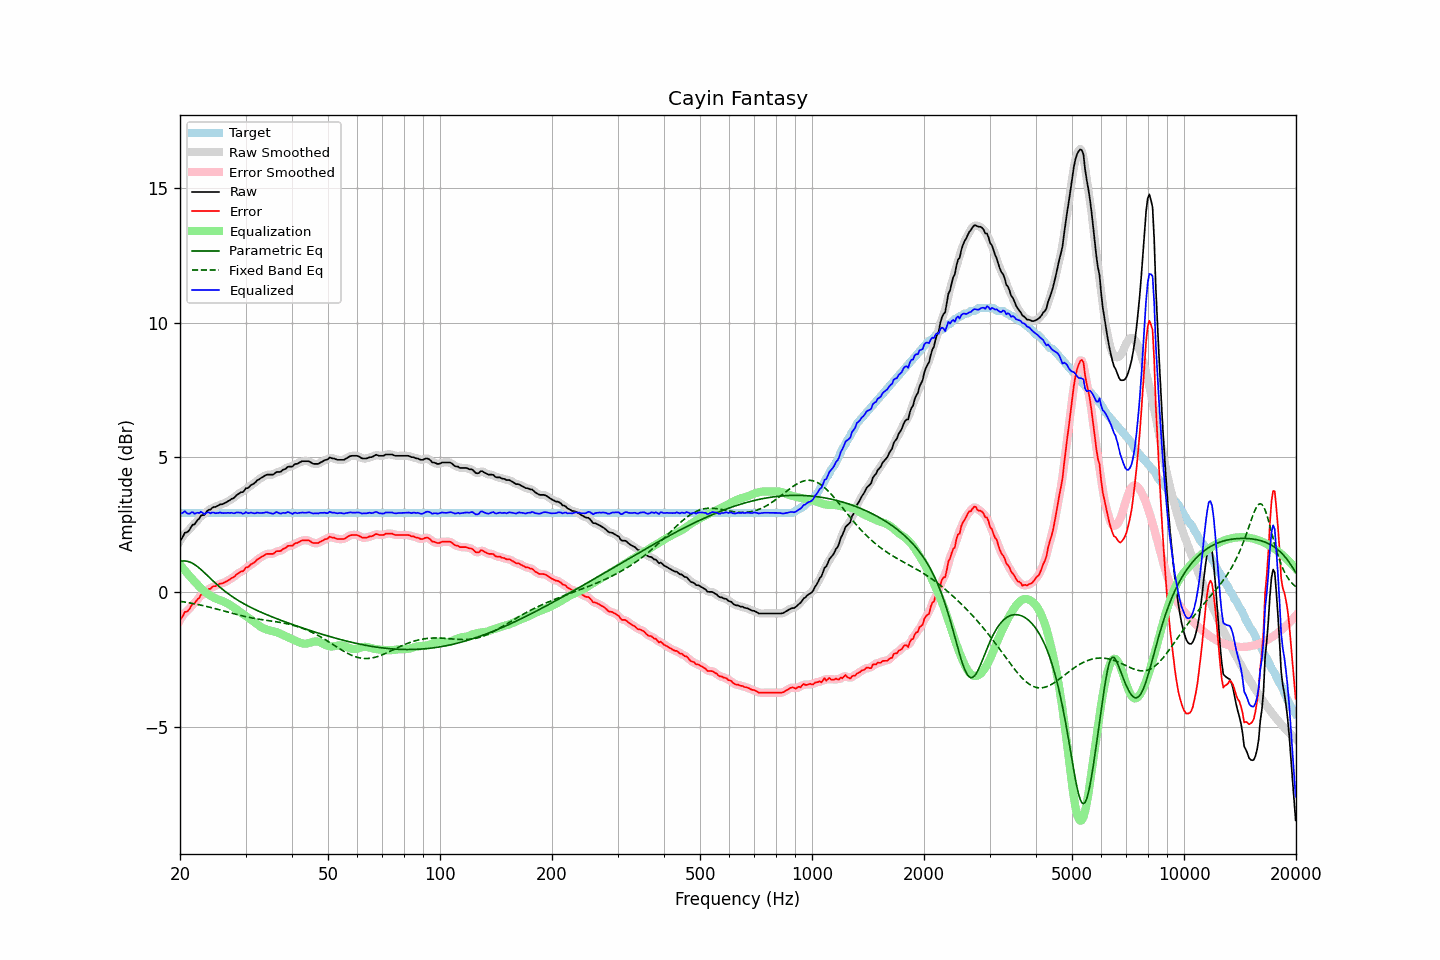 Cayin Fantasy
Target
Raw Smoothed
Error Smoothed
Raw
Error
Equalization
Parametric Eq
Fixed Band Eq
Equalized
15
10
5
0
−5
Amplitude (dBr)
20 50 100 200 500 1000 2000 5000 10000 20000
Frequency (Hz)